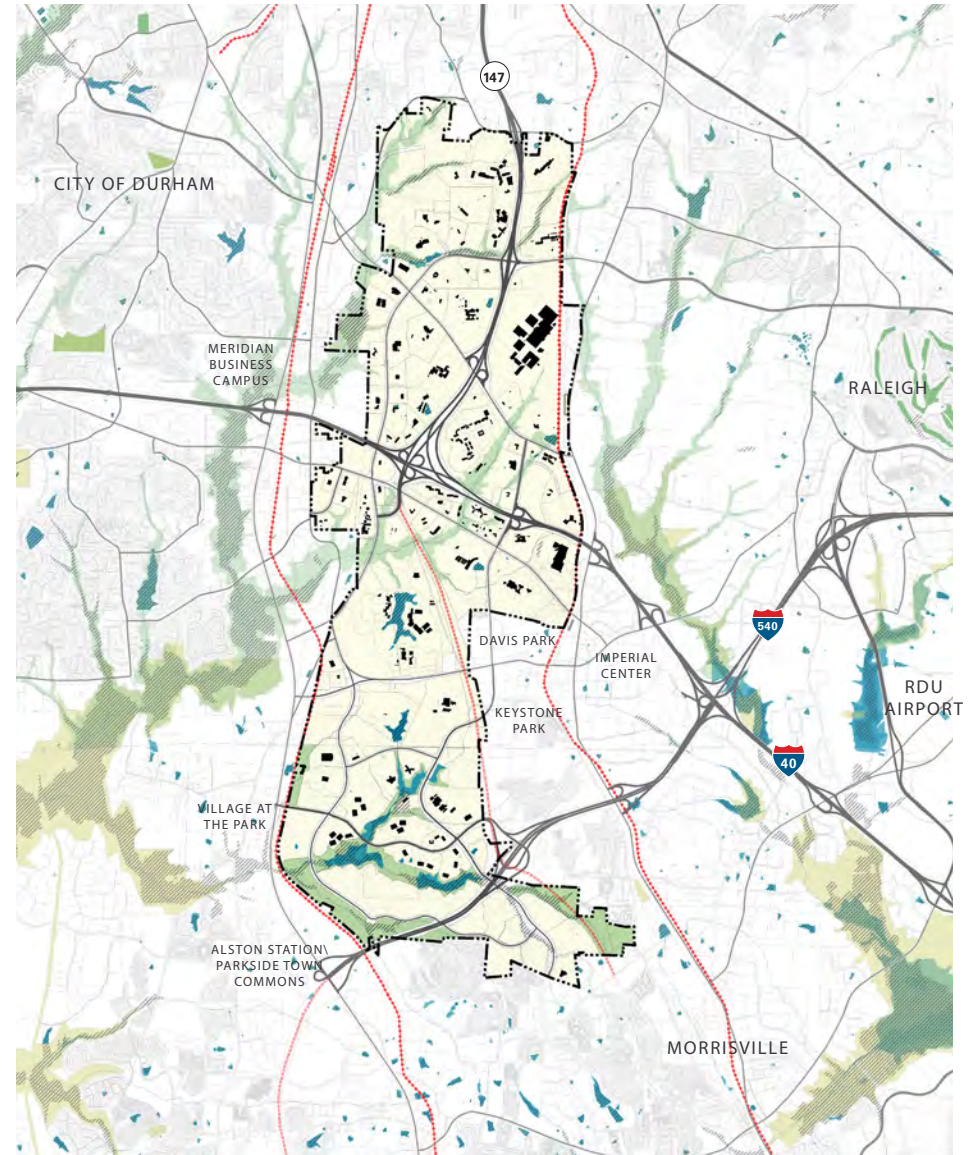 147
CITY OF DURHAM
MERIDIAN
BUSINESS
CAMPUS
RALEIGH
540
DAVIS PARK
IMPERIAL
CENTER
RDU
AIRPORT
KEYSTONE
PARK
40
VILLAGE AT
THE PARK
ALSTON STATION\
PARKSIDE TOWN
COMMONS
MORRISVILLE